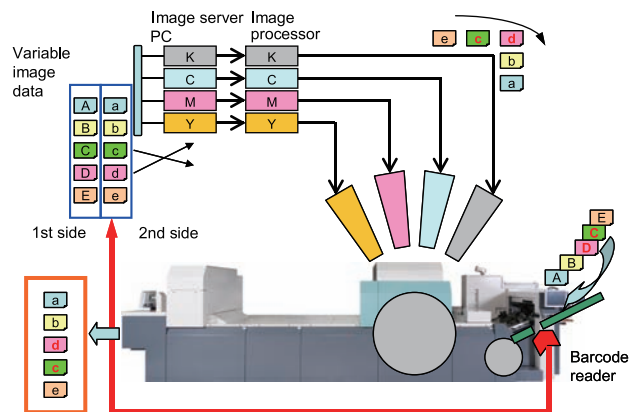 Image server
PC
Image
processor
Variable
image
data
K
K
C
C
M
M
Y
Y
e
c
d
b
a
A
a
B
b
C
c
D
d
E
e
1st side
2nd side
E
C
D
B
A
a
b
d
c
e
Barcode
reader